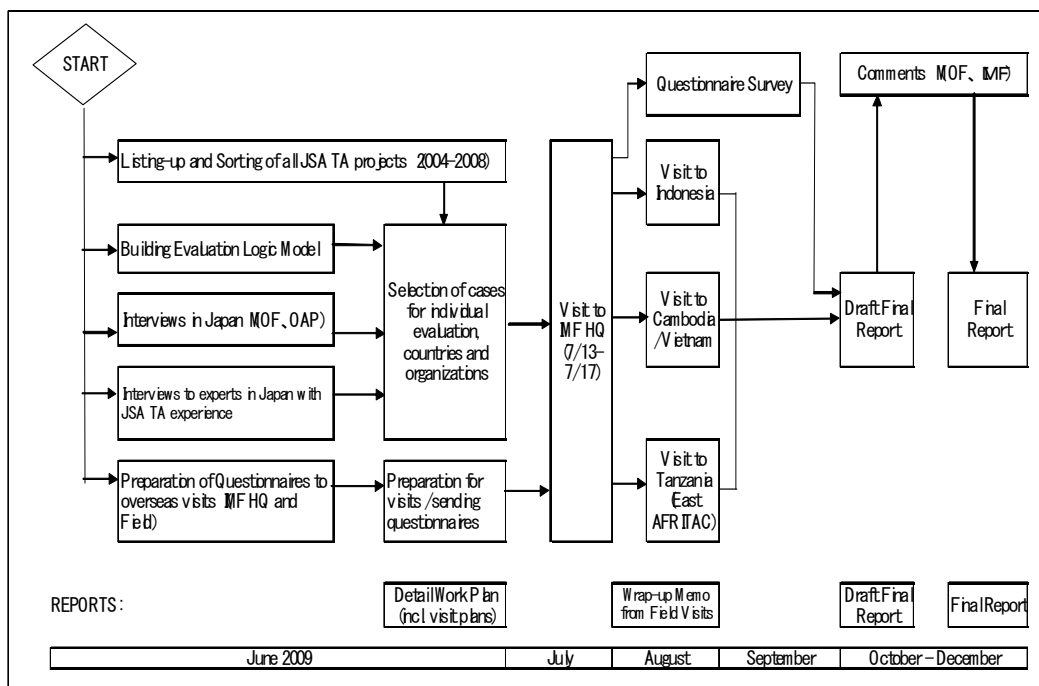 START
Listing-up and Sorting of all JSA TA projects 2(004-2008)
Building Evaluation Logic Model
Interviews in Japan M(OF、OAP)
Interviews to experts in Japan with
JSA TA experience
Preparation of Questionnaires to
overseas visits IM(F HQ and
Field)
Selection of cases
for individual
evaluation,
countries and
organizations
Preparation for
visits /sending
questionnaires
Visit to
IMF HQ
(7/13-
7/17)
Questionnaire Survey
Visit to
Indonesia
Visit to
Cambodia
/Vietnam
Visit to
Tanzania
(East
AFRITAC)
Comments M(OF、IMF)
Draft Final
Report
Final
Report
REPORTS:
Detail Work Plan
(incl. visit plans)
Wrap-up Memo
from Field Visits
Draft Final
Report
Final Report
June 2009
July
August
September
October - December